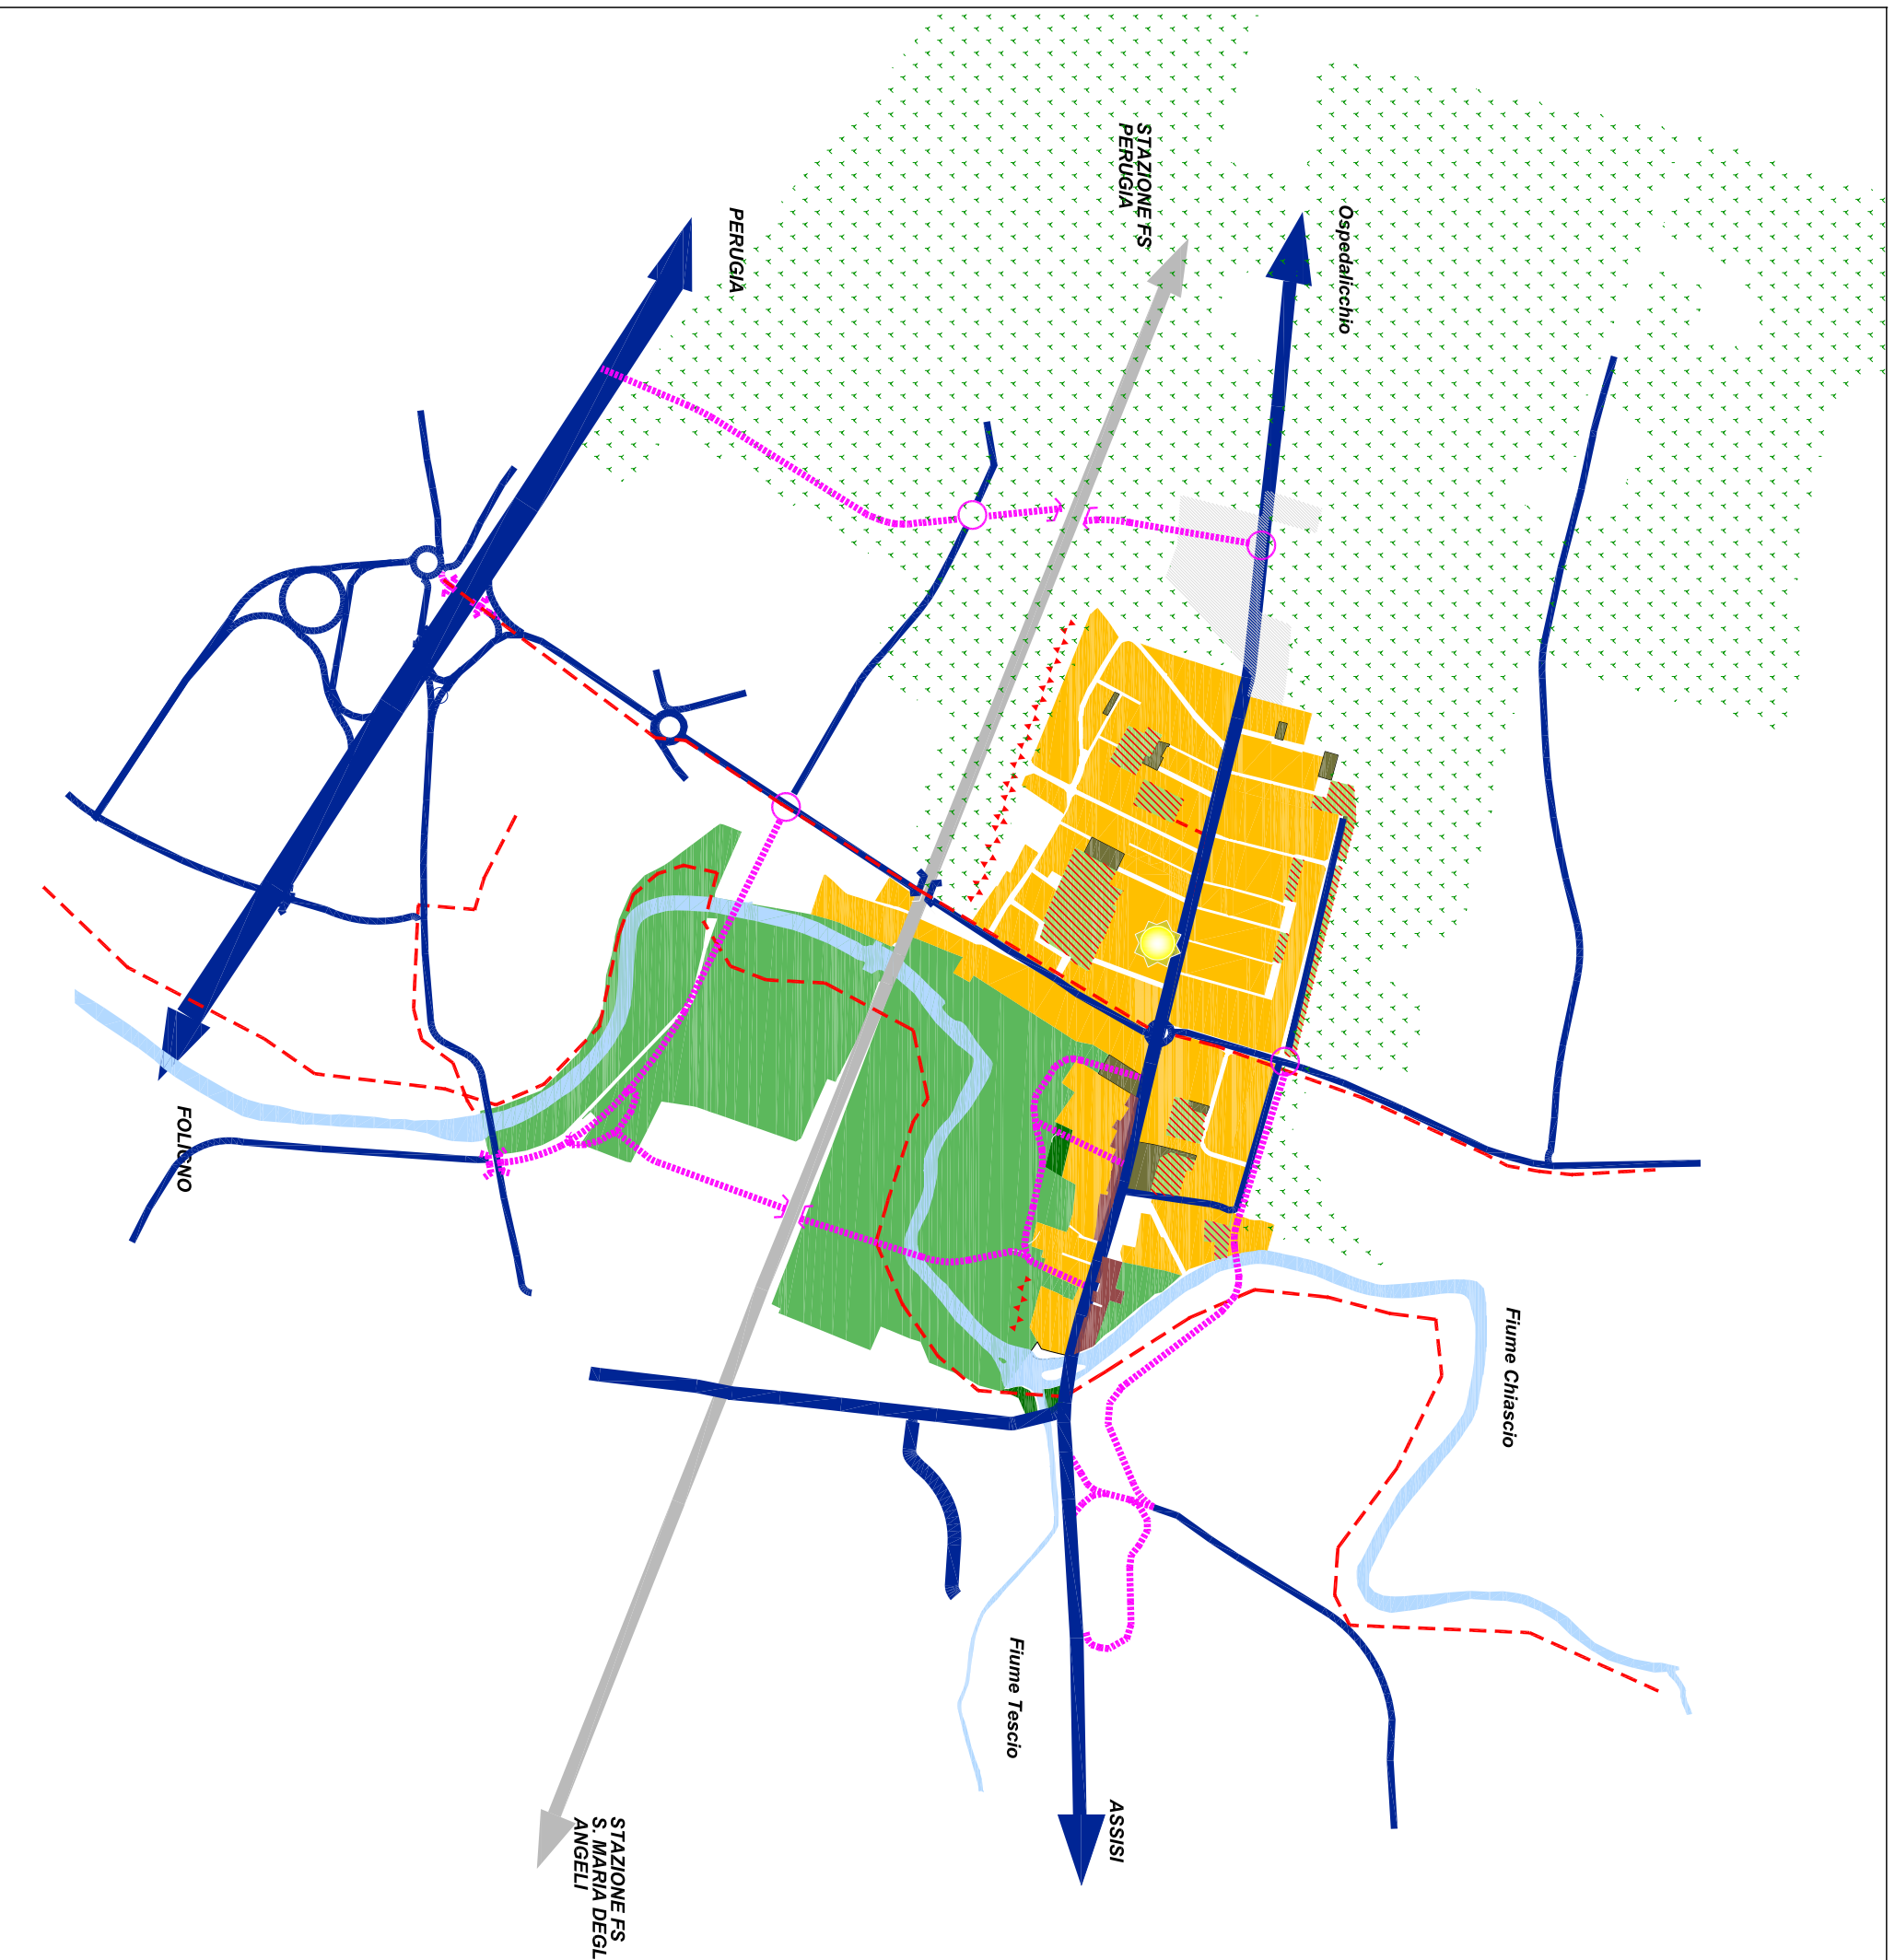 STAZIONE FS
PERUGIA
Ospedalicchio
PERUGIA
FOLIGNO
Fiume Chiascio
Fiume Tescio
ASSISI
STAZIONE FS
S. MARIA DEGL
ANGELI